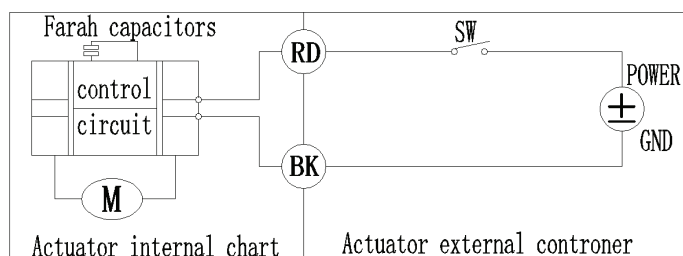 Farah capacitors
RD
SW
control
POWER
circuit
GND
BK
M
Actuator internal chart
Actuator external controner